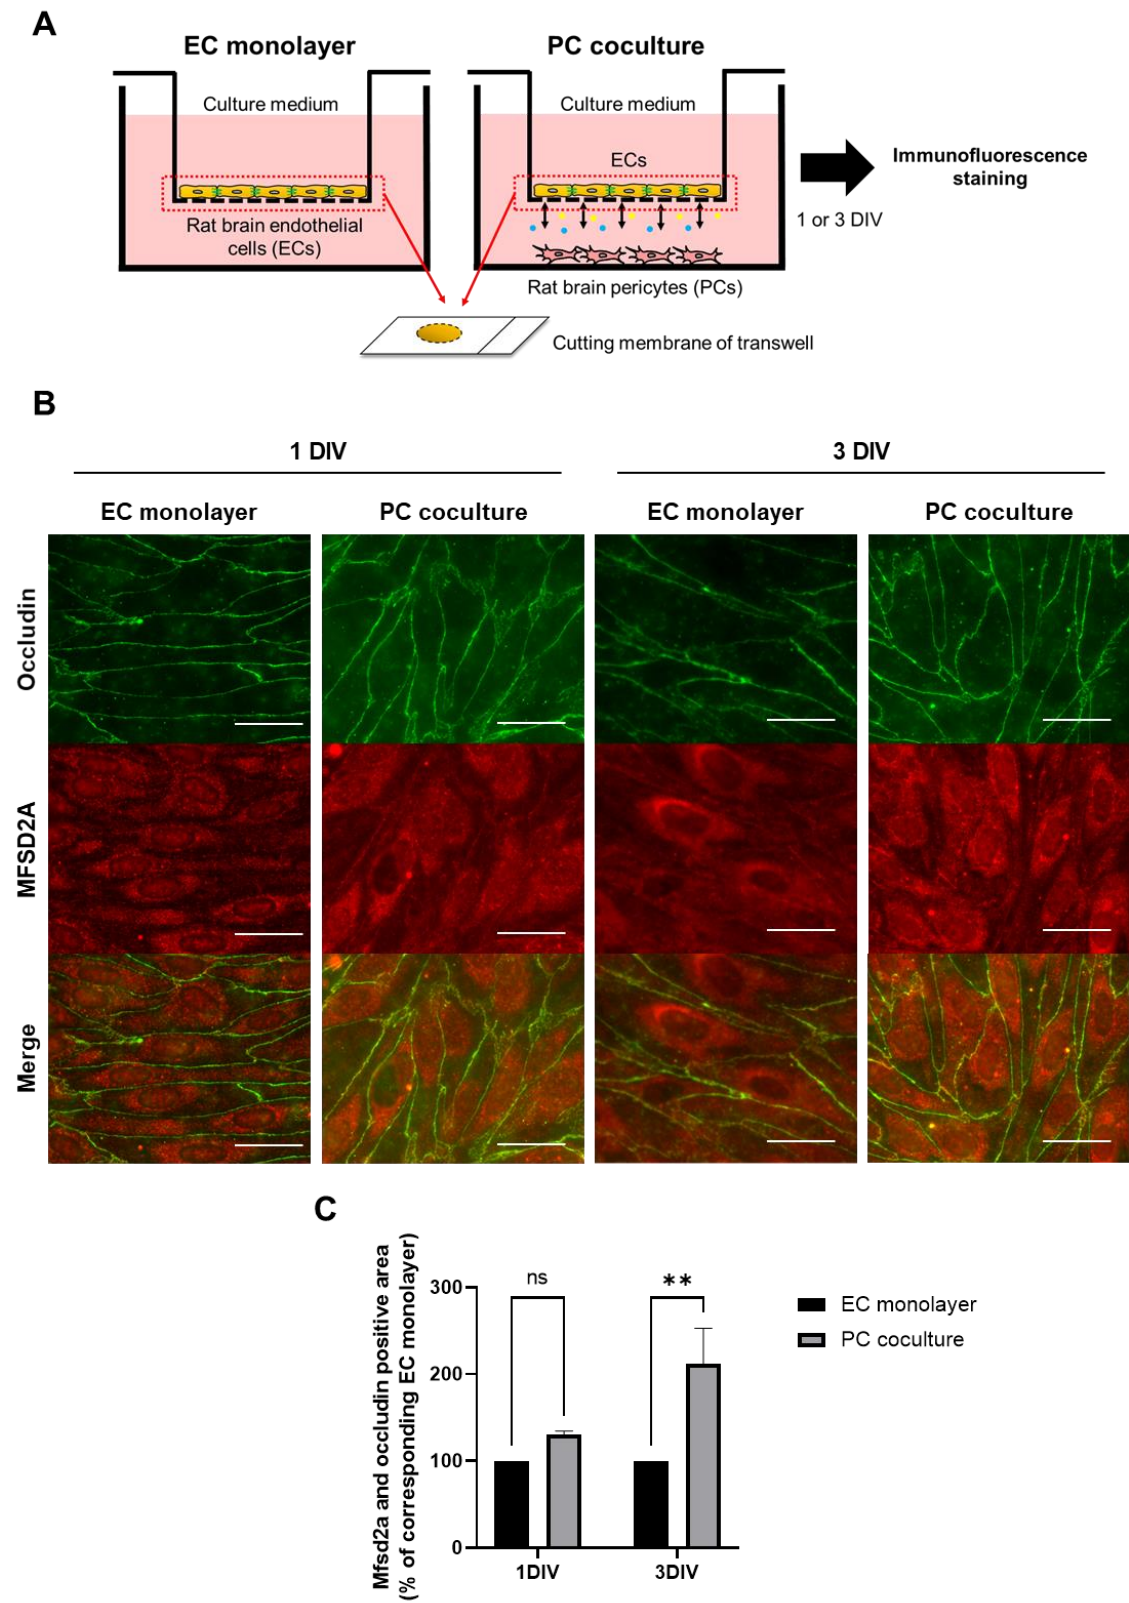 A
EC monolayer
PC coculture
Culture medium
Culture medium
ECs
Rat brain endothelial
cells (ECs)
Immunofluorescence
staining
1 or 3 DIV
Rat brain pericytes (PCs)
Cutting membrane of transwell
B
1 DIV
3 DIV
EC monolayer
PC coculture
EC monolayer
PC coculture
Occludin
MFSD2A
Merge
C
Mfsd2a and occludin positive area
(% of corresponding EC monolayer)
300
200
100
0
ns
**
1DIV
3DIV
EC monolayer
PC coculture